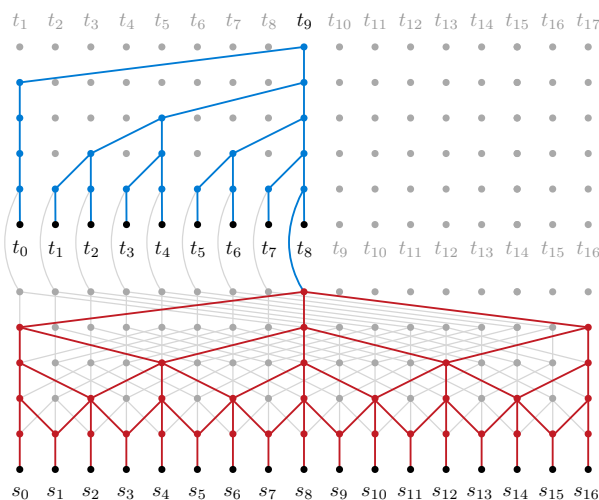 t₁ t₂ t₃ t₄ t₅ t₆ t₇ t₈ t₉ t₁₀ t₁₁ t₁₂ t₁₃ t₁₄ t₁₅ t₁₆ t₁₇
t₀ t₁ t₂ t₃ t₄ t₅ t₆ t₇ t₈ t₉ t₁₀ t₁₁ t₁₂ t₁₃ t₁₄ t₁₅ t₁₆
s₀ s₁ s₂ s₃ s₄ s₅ s₆ s₇ s₈ s₉ s₁₀ s₁₁ s₁₂ s₁₃ s₁₄ s₁₅ s₁₆